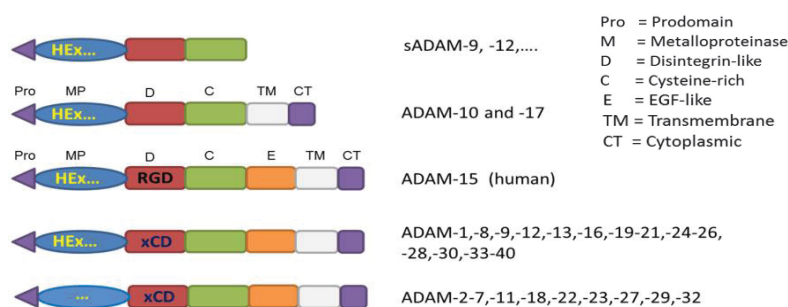 HEx... sADAM-9, -12,....
Pro MP D C TM CT
HEx... ADAM-10 and -17
Pro MP D C E TM CT
HEx... RGD ADAM-15 (human)
HEx... xCD ADAM-1,-8,-9,-12,-13,-16,-19-21,-24-26,
-28,-30,-33-40
... xCD ADAM-2-7,-11,-18,-22,-23,-27,-29,-32
Pro = Prodomain
M = Metalloproteinase
D = Disintegrin-like
C = Cysteine-rich
E = EGF-like
TM = Transmembrane
CT = Cytoplasmic